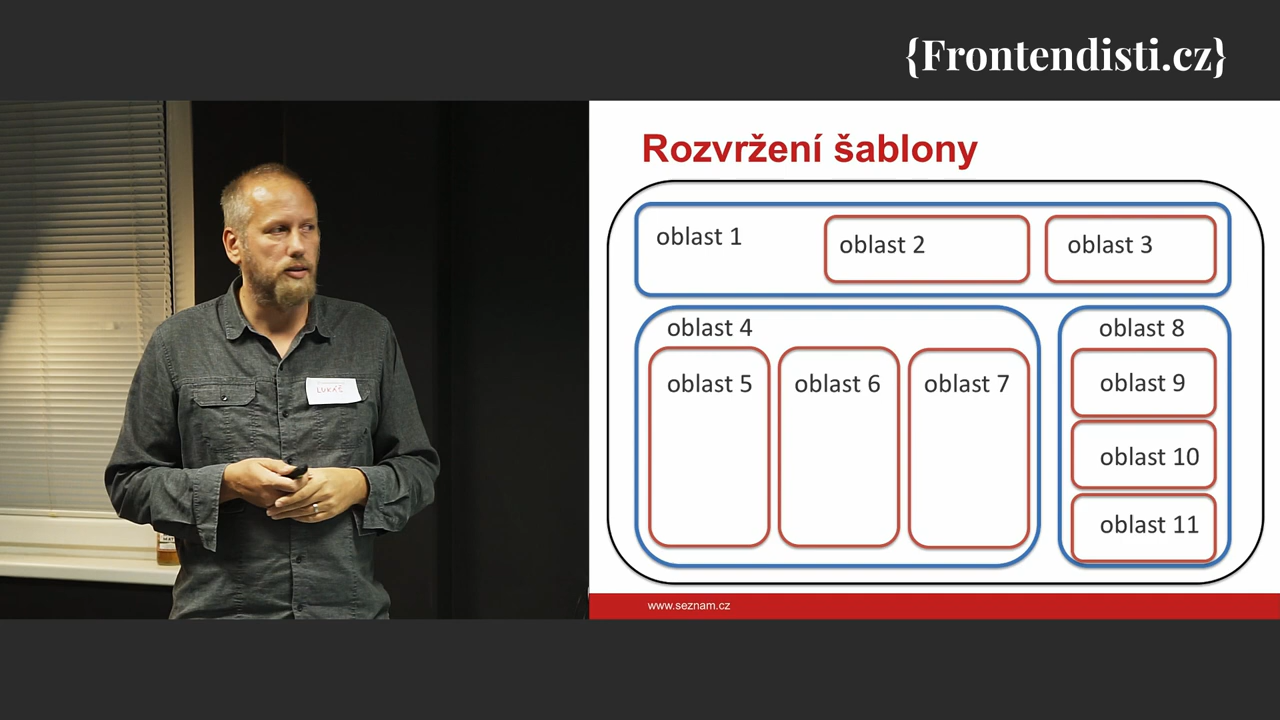 {Frontendisti.cz}
Rozvržení šablony
oblast 1
oblast 2
oblast 3
oblast 4
oblast 5
oblast 6
oblast 7
oblast 8
oblast 9
oblast 10
oblast 11
www.seznam.cz